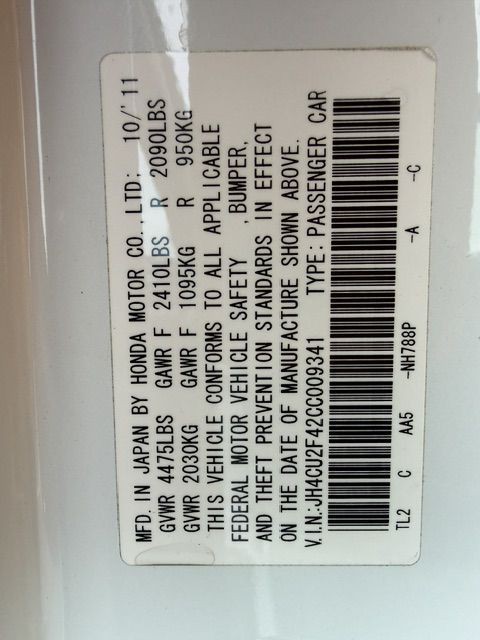 MFD. IN JAPAN BY HONDA MOTOR CO.,LTD: 10/'11
GVWR 4475LBS GAWR F 2410LBS R 2090LBS
GVWR 2030KG GAWR F 1095KG R 950KG
THIS VEHICLE CONFORMS TO ALL APPLICABLE
FEDERAL MOTOR VEHICLE SAFETY , BUMPER,
AND THEFT PREVENTION STANDARDS IN EFFECT
ON THE DATE OF MANUFACTURE SHOWN ABOVE.
V.I.N.:JH4CU2F42CC009341 TYPE: PASSENGER CAR
TL2 C AA5 -NH788P -A -C